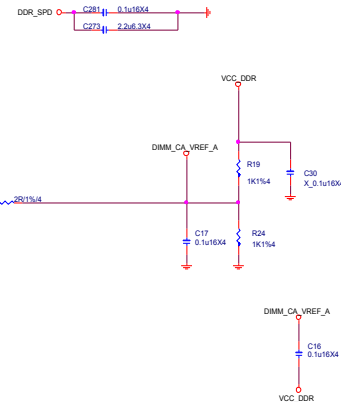 C281 0.1u16X4
DDR_SPD
C273 2.2u6.3X4
VCC_DDR
DIMM_CA_VREF_A
R19
C30
1K1%4
X_0.1u16X4
2R/1%/4
R24
C17
1K1%4
0.1u16X4
DIMM_CA_VREF_A
C16
0.1u16X4
VCC_DDR